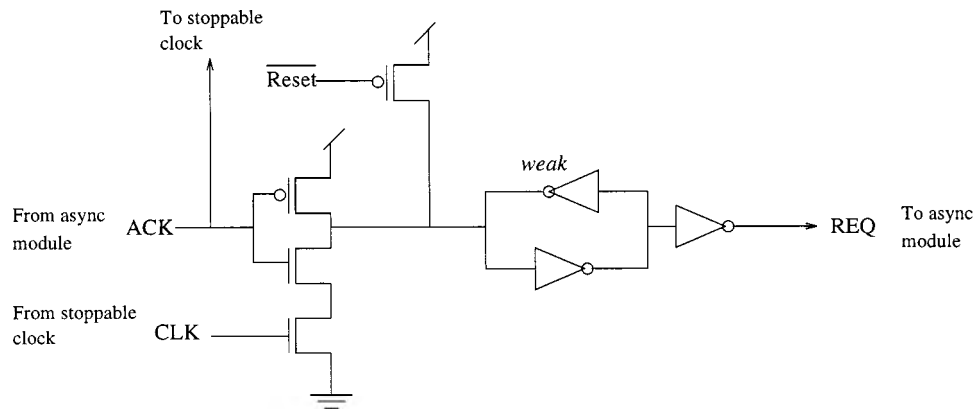 To stoppable
clock
Reset
weak
From async
module
ACK
REQ
To async
module
From stoppable
clock
CLK